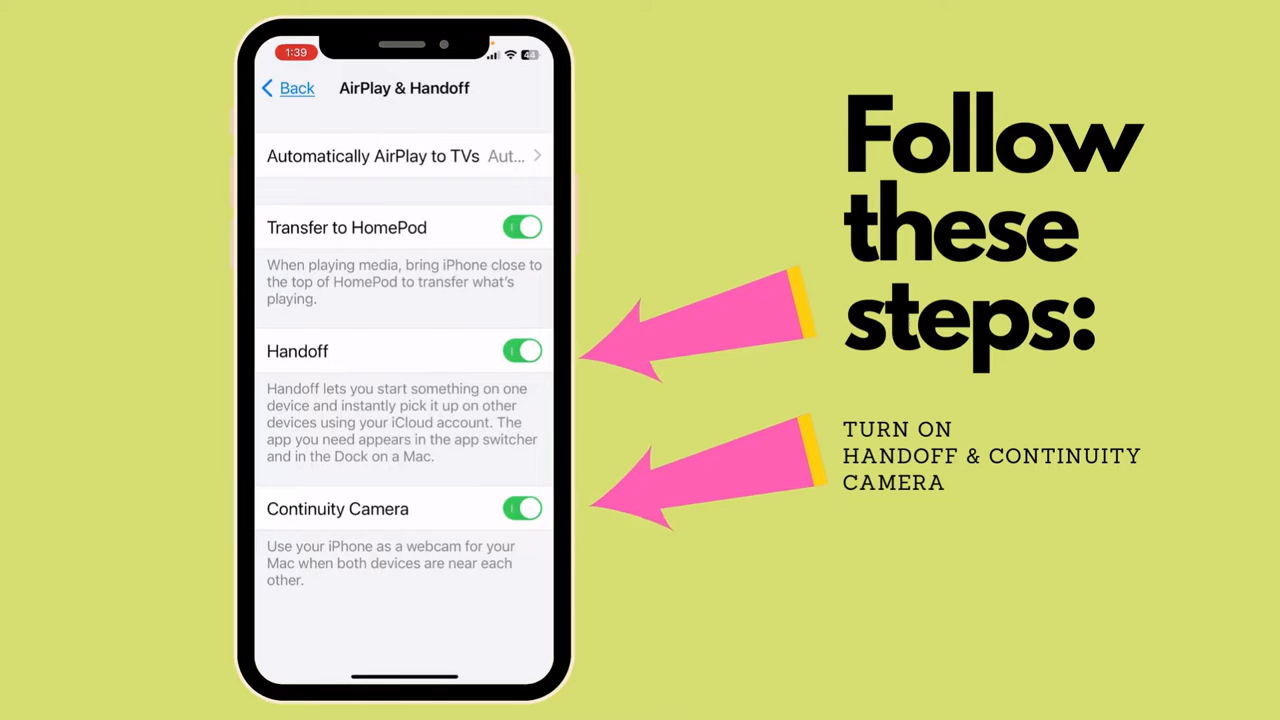 1:39
44
Back
AirPlay & Handoff
Automatically AirPlay to TVs Aut...
Transfer to HomePod
When playing media, bring iPhone close to
the top of HomePod to transfer what's
playing.
Handoff
Handoff lets you start something on one
device and instantly pick it up on other
devices using your iCloud account. The
app you need appears in the app switcher
and in the Dock on a Mac.
Continuity Camera
Use your iPhone as a webcam for your
Mac when both devices are near each
other.
Follow
these
steps:
TURN ON
HANDOFF & CONTINUITY
CAMERA